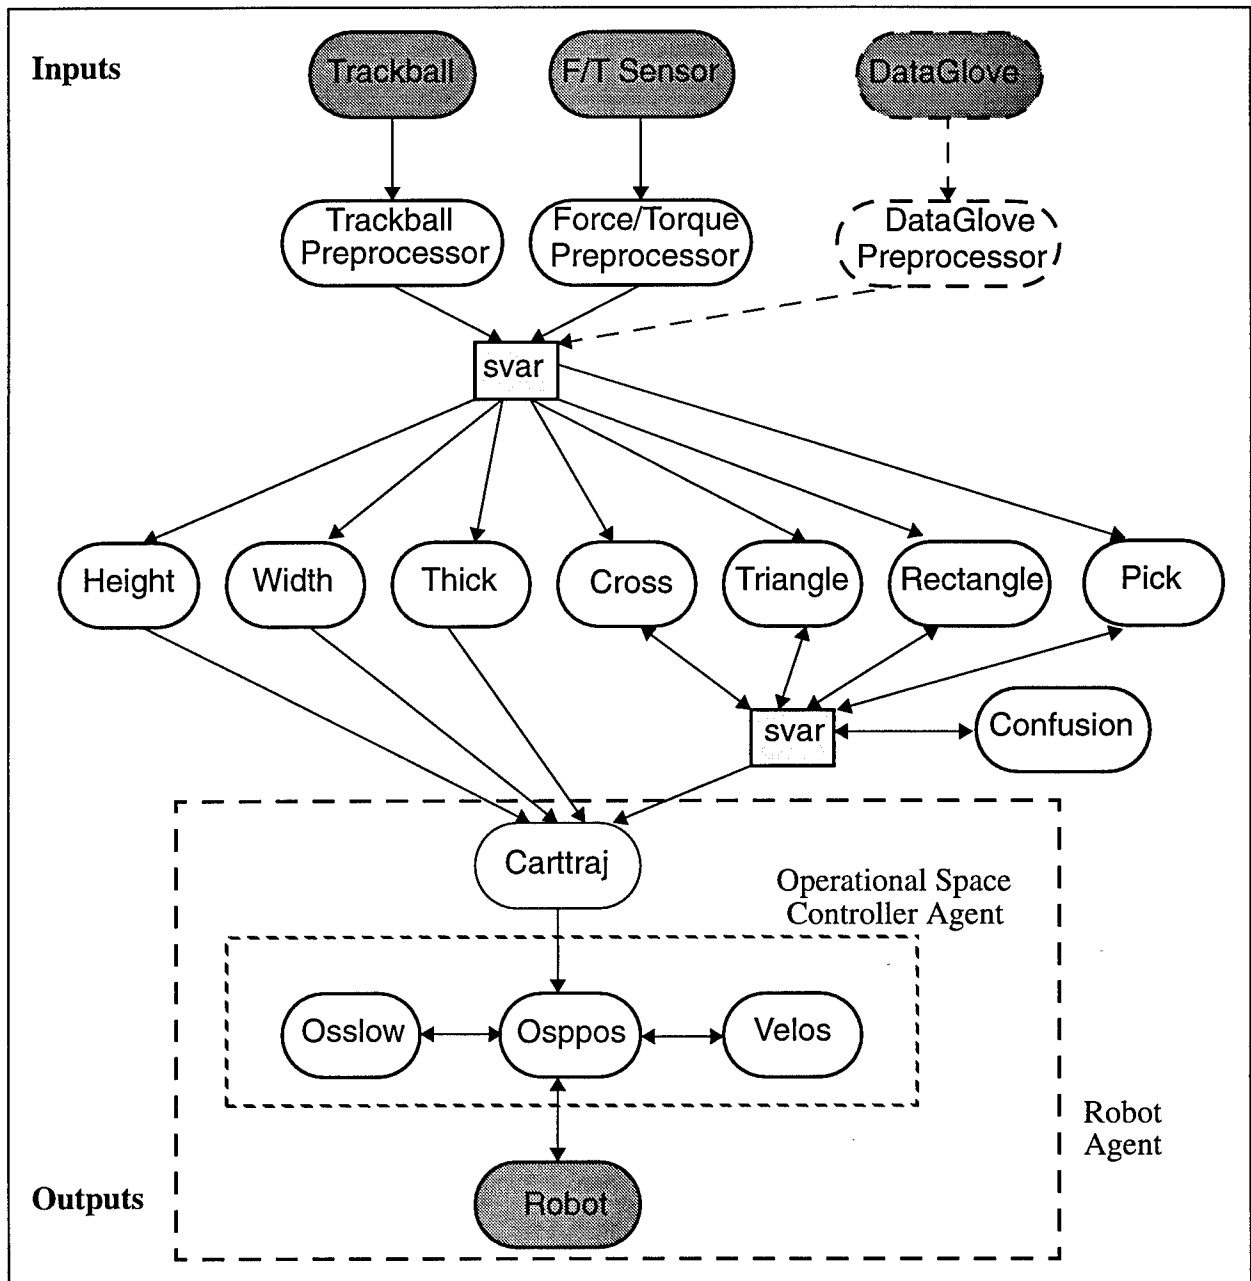 Inputs
Trackball
F/T Sensor
DataGlove
Trackball
Preprocessor
Force/Torque
Preprocessor
DataGlove
Preprocessor
svar
Height
Width
Thick
Cross
Triangle
Rectangle
Pick
svar
Confusion
Carttraj
Operational Space
Controller Agent
Osslow
Osppos
Velos
Robot
Agent
Outputs
Robot